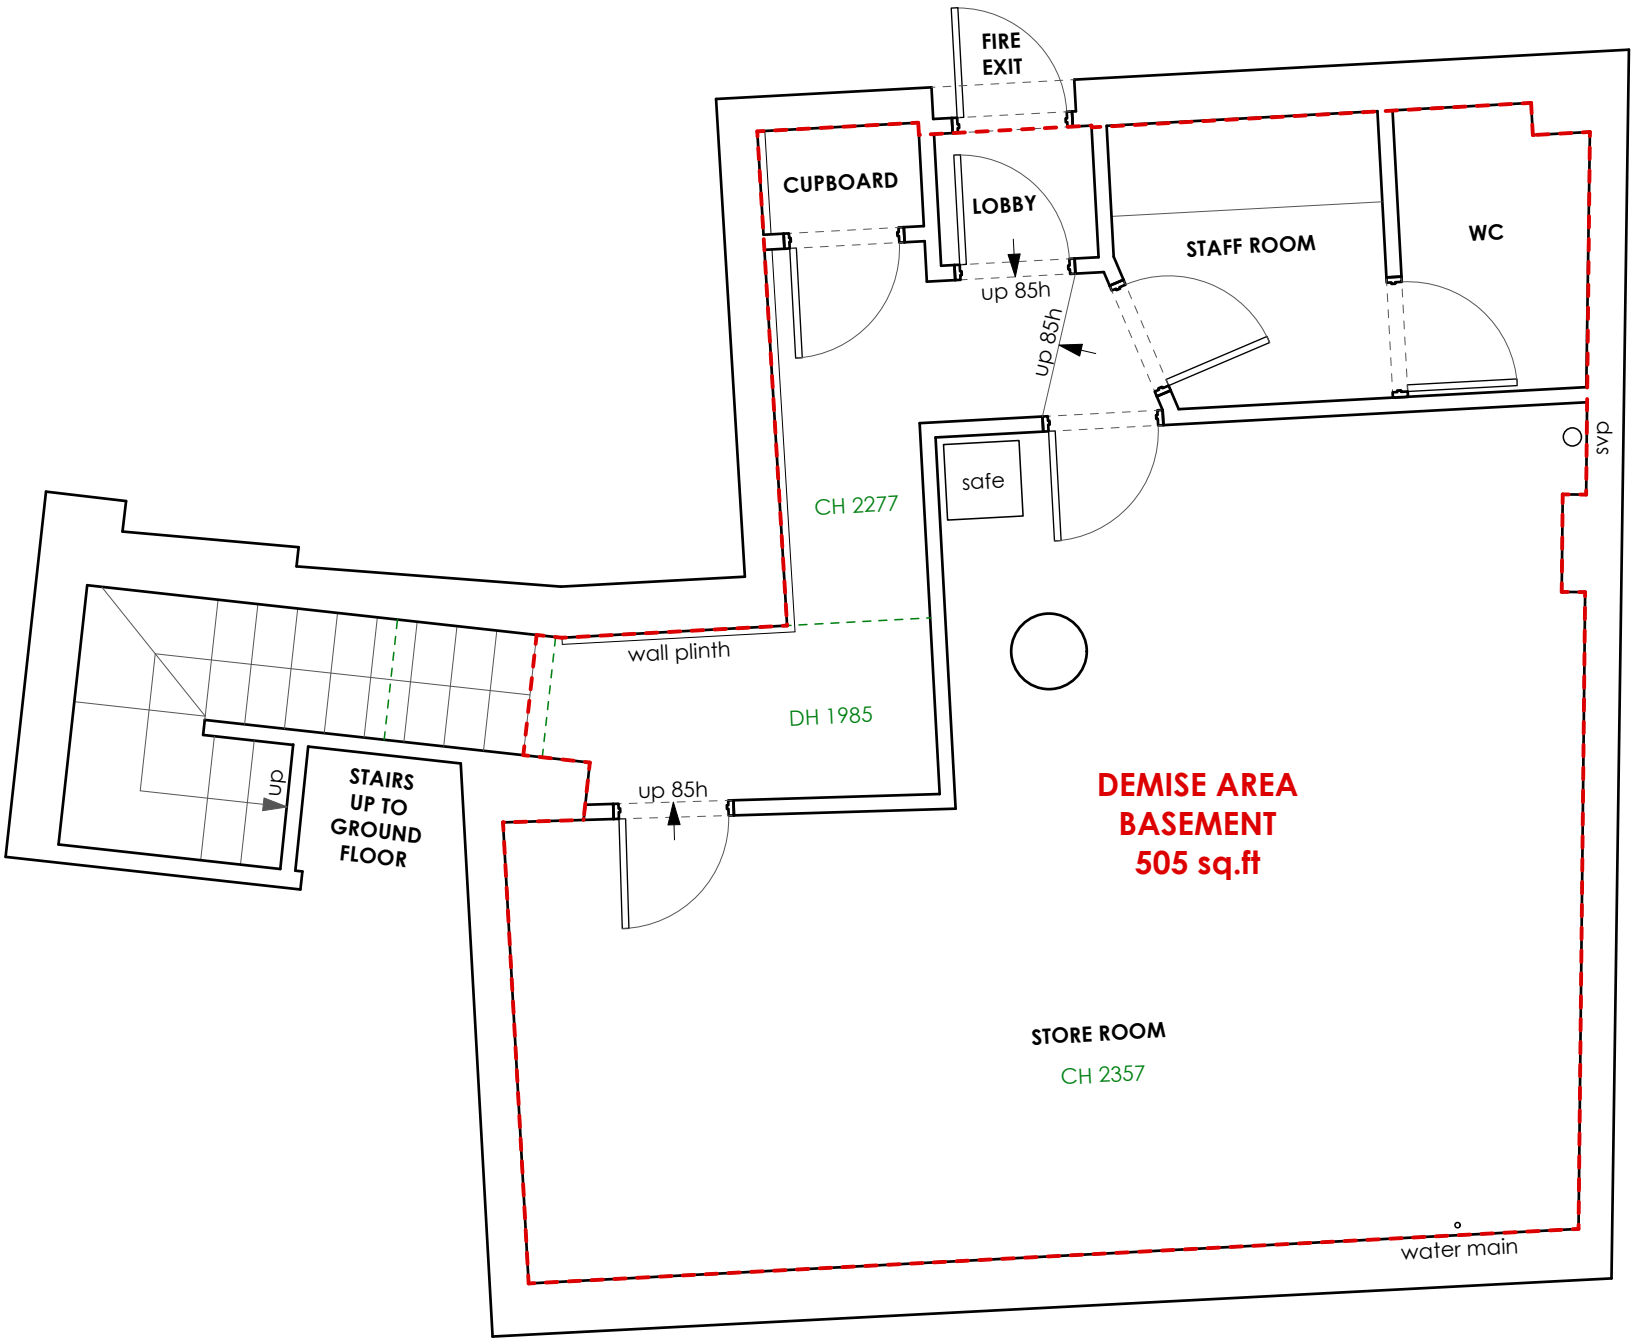 FIRE
EXIT
CUPBOARD
LOBBY
STAFF ROOM
WC
up 85h
up 85h
svp
safe
CH 2277
wall plinth
DH 1985
up
STAIRS
UP TO
GROUND
FLOOR
up 85h
DEMISE AREA
BASEMENT
505 sq.ft
STORE ROOM
CH 2357
water main